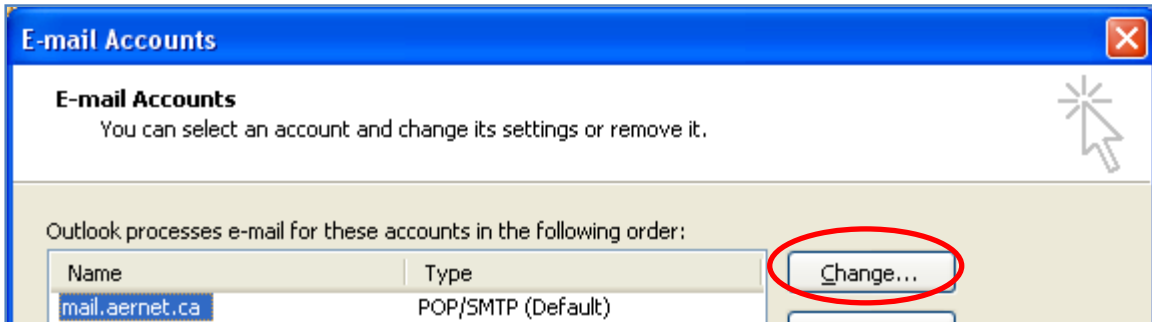 E-mail Accounts
E-mail Accounts
You can select an account and change its settings or remove it.
Outlook processes e-mail for these accounts in the following order:
Name Type Change...
mail.aernet.ca POP/SMTP (Default)